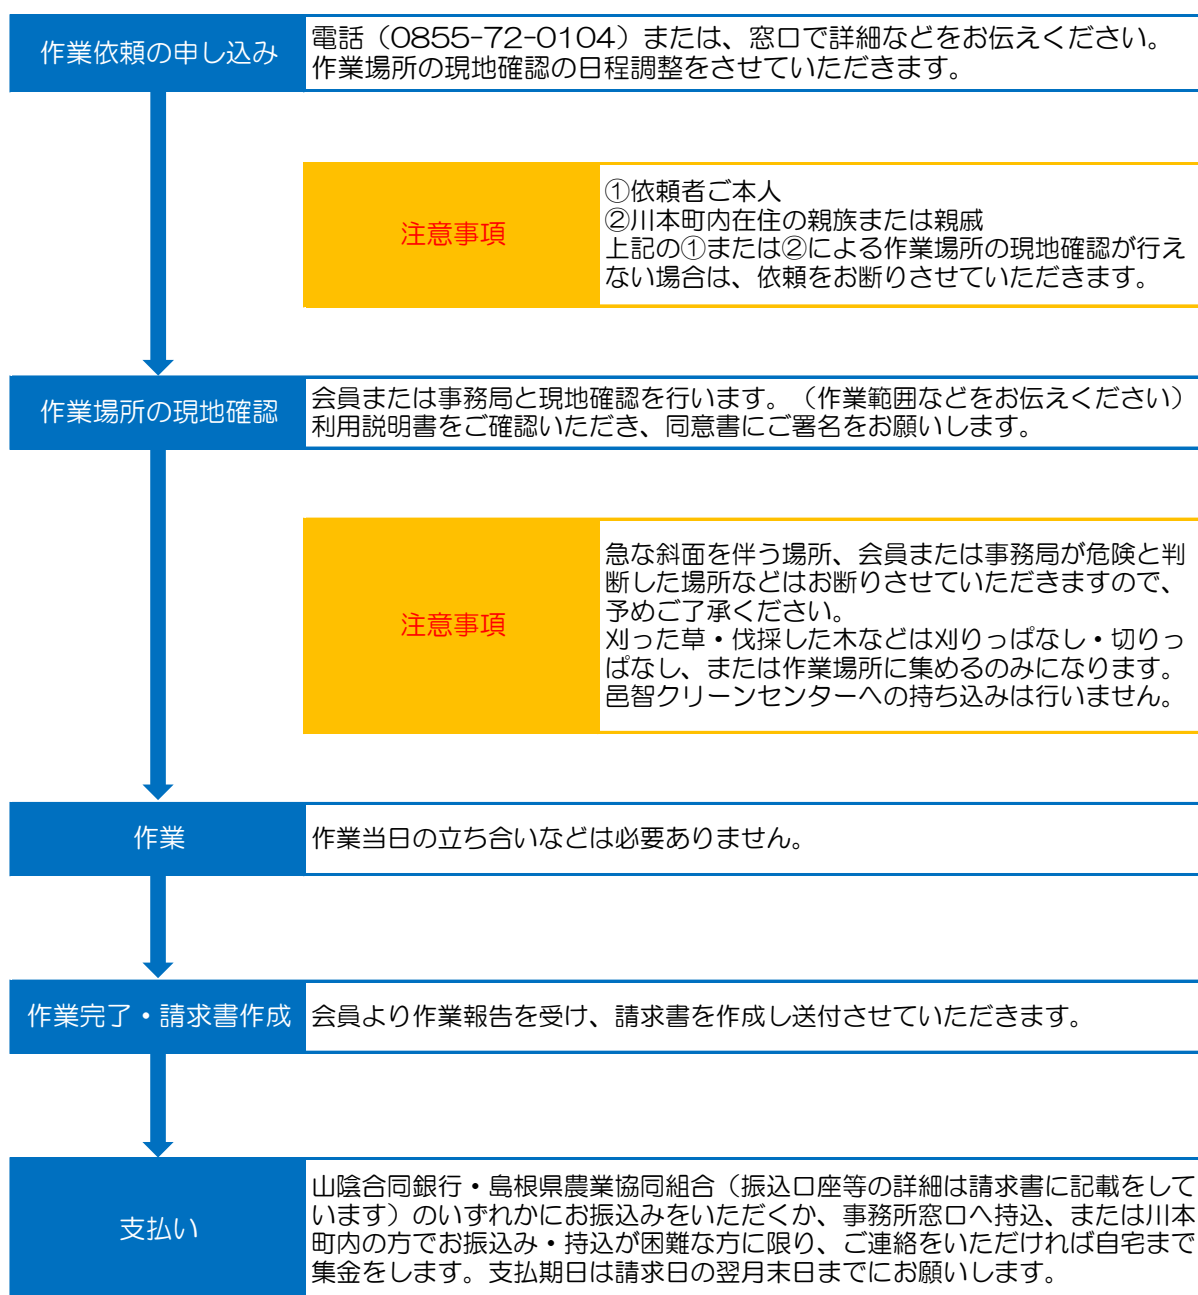 作業依頼の申し込み
電話（0855-72-0104）または、窓口で詳細などをお伝えください。
作業場所の現地確認の日程調整をさせていただきます。
注意事項
①依頼者ご本人
②川本町内在住の親族または親戚
上記の①または②による作業場所の現地確認が行え
ない場合は、依頼をお断りさせていただきます。
作業場所の現地確認
会員または事務局と現地確認を行います。（作業範囲などをお伝えください）
利用説明書をご確認いただき、同意書にご署名をお願いします。
注意事項
急な斜面を伴う場所、会員または事務局が危険と判
断した場所などはお断りさせていただきますので、
予めご了承ください。
刈った草・伐採した木などは刈りっぱなし・切りっ
ぱなし、または作業場所に集めるのみになります。
邑智クリーンセンターへの持ち込みは行いません。
作業
作業当日の立ち合いなどは必要ありません。
作業完了・請求書作成
会員より作業報告を受け、請求書を作成し送付させていただきます。
支払い
山陰合同銀行・島根県農業協同組合（振込口座等の詳細は請求書に記載をして
います）のいずれかにお振込みをいただくか、事務所窓口へ持込、または川本
町内の方でお振込み・持込が困難な方に限り、ご連絡をいただければ自宅まで
集金をします。支払期日は請求日の翌月末日までにお願いします。